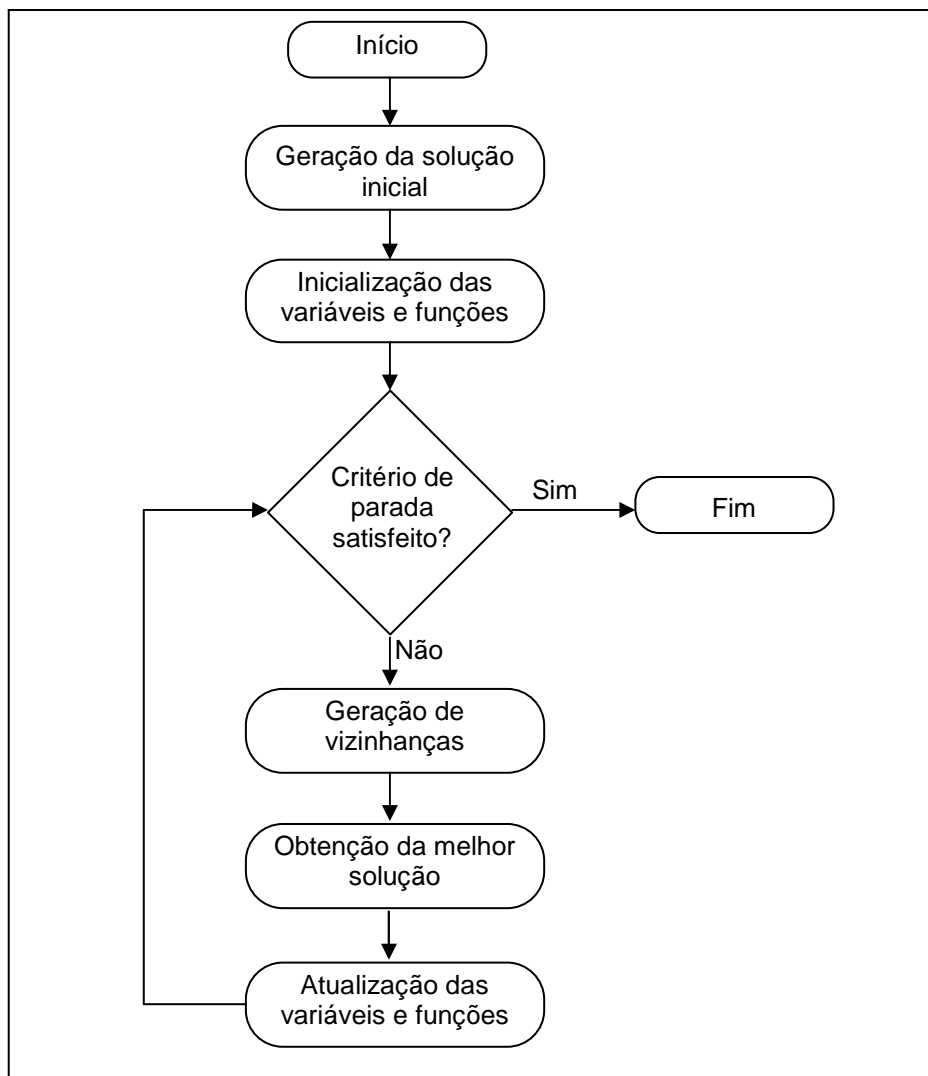 Início
Geração da solução
inicial
Inicialização das
variáveis e funções
Critério de
parada
satisfeito?
Sim
Fim
Não
Geração de
vizinhanças
Obtenção da melhor
solução
Atualização das
variáveis e funções